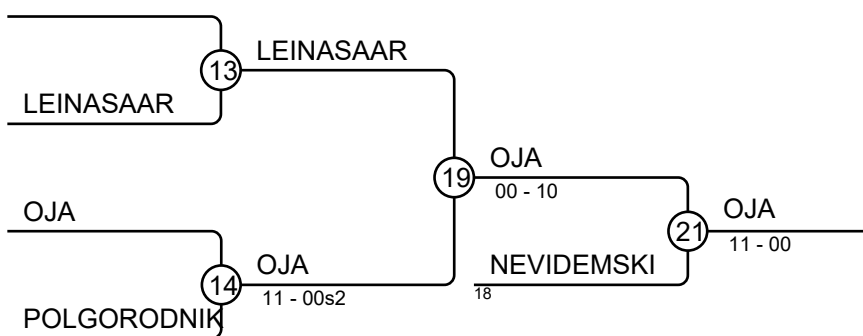 13
LEINASAAR
LEINASAAR
19
OJA
00 - 10
OJA
21
OJA
11 - 00
14
OJA
11 - 00s2
NEVIDEMSKI
18
POLGORODNIK